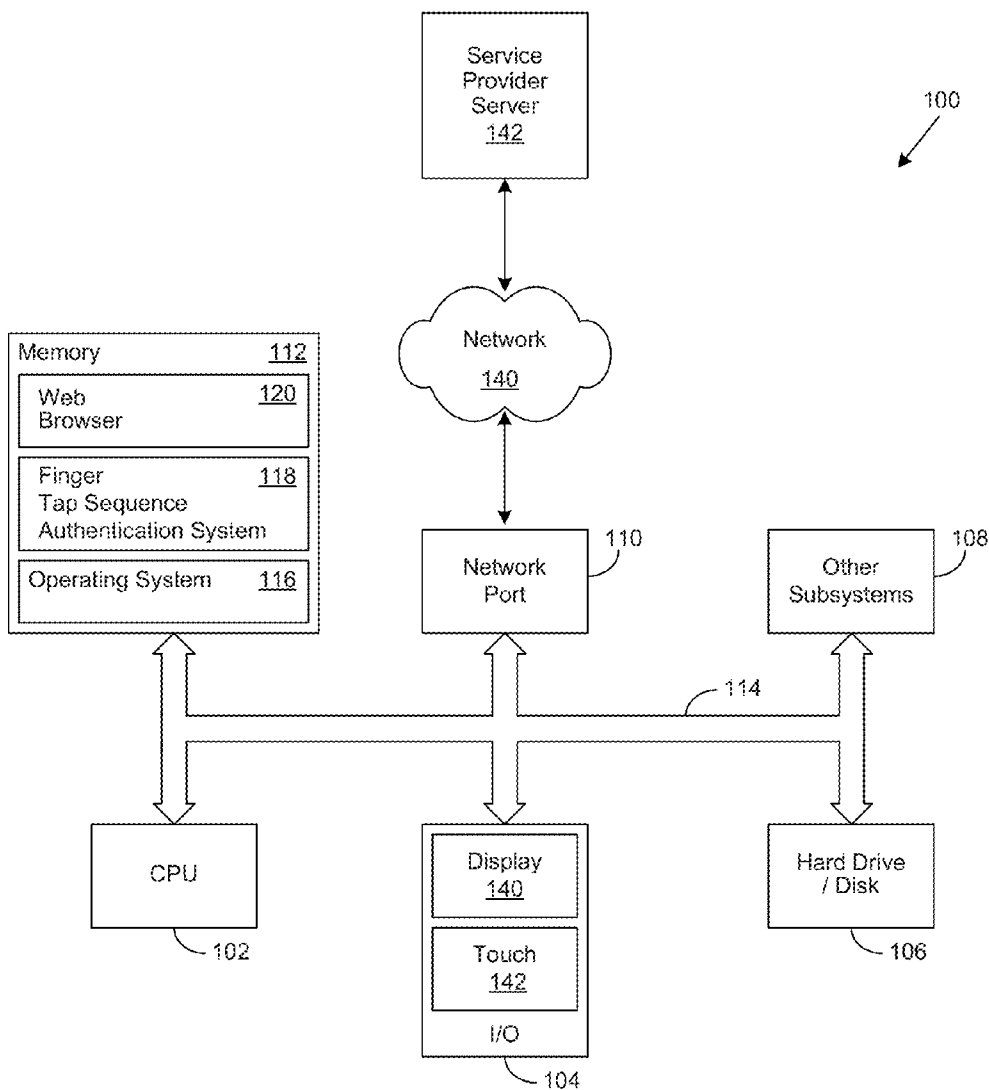 Service
Provider
Server
142
100
Network
140
Memory 112
Web 120
Browser
Finger 118
Tap Sequence
Authentication System
Operating System 116
Network
Port
110
Other
Subsystems
108
114
CPU
102
Display
140
Touch
142
I/O
104
Hard Drive
/ Disk
106